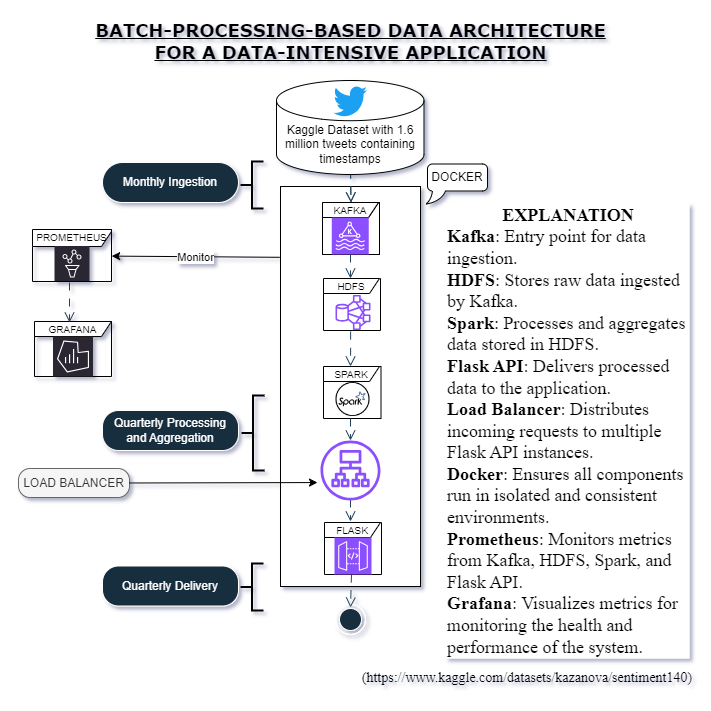 BATCH-PROCESSING-BASED DATA ARCHITECTURE
FOR A DATA-INTENSIVE APPLICATION
Kaggle Dataset with 1.6
million tweets containing
timestamps
Monthly Ingestion
DOCKER
KAFKA
PROMETHEUS
Monitor
HDFS
GRAFANA
SPARK
Spark
Quarterly Processing
and Aggregation
LOAD BALANCER
FLASK
Quarterly Delivery
EXPLANATION
Kafka: Entry point for data
ingestion.
HDFS: Stores raw data ingested
by Kafka.
Spark: Processes and aggregates
data stored in HDFS.
Flask API: Delivers processed
data to the application.
Load Balancer: Distributes
incoming requests to multiple
Flask API instances.
Docker: Ensures all components
run in isolated and consistent
environments.
Prometheus: Monitors metrics
from Kafka, HDFS, Spark, and
Flask API.
Grafana: Visualizes metrics for
monitoring the health and
performance of the system.
(https://www.kaggle.com/datasets/kazanova/sentiment140)